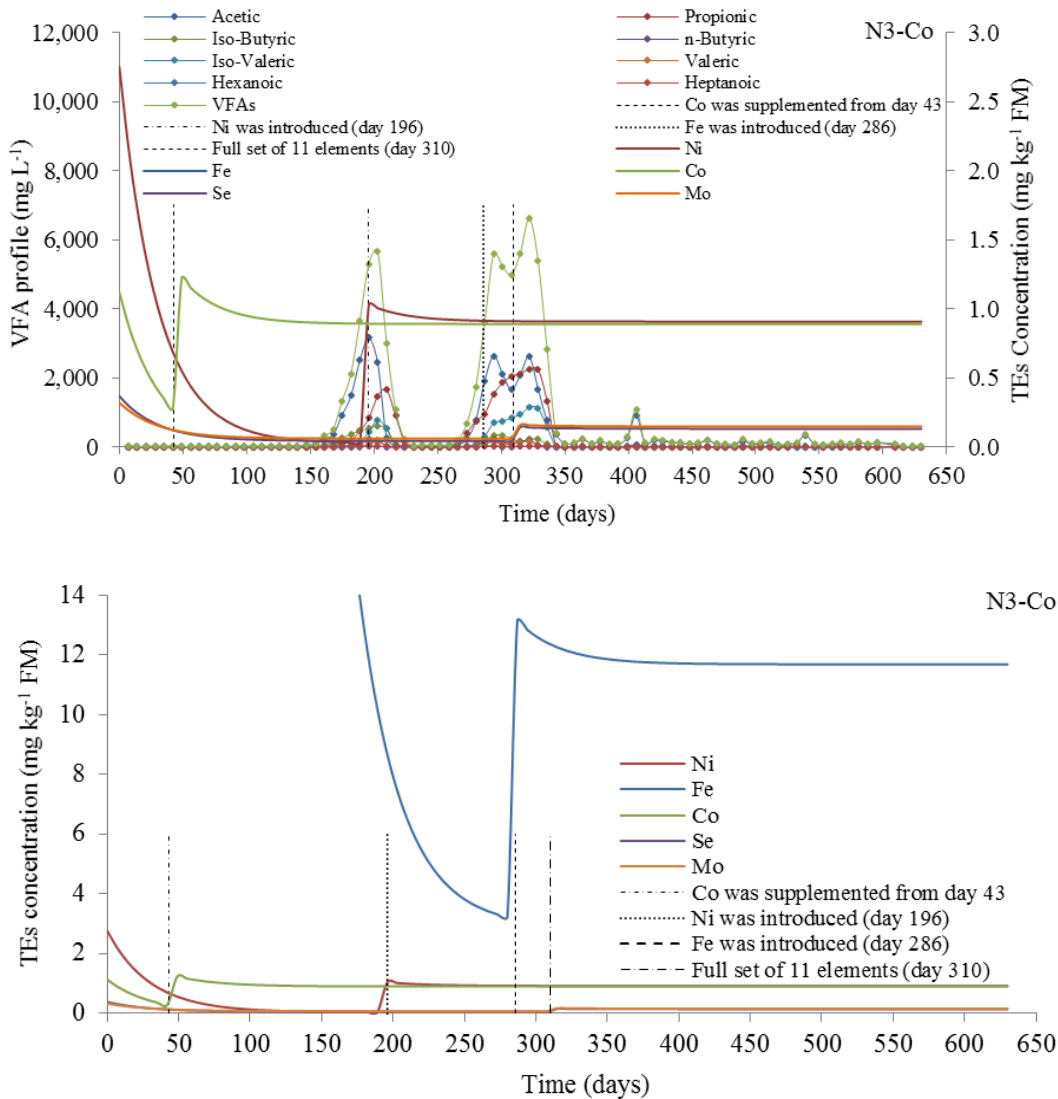 N3-Co
Acetic
Propionic
Iso-Butyric
n-Butyric
Iso-Valeric
Valeric
Hexanoic
Heptanoic
VFAs
Co was supplemented from day 43
Ni was introduced (day 196)
Fe was introduced (day 286)
Full set of 11 elements (day 310)
Ni
Fe
Co
Se
Mo
12,000
10,000
8,000
6,000
4,000
2,000
0
VFA profile (mg L-1)
3.0
2.5
2.0
1.5
1.0
0.5
0.0
TEs Concentration (mg kg-1 FM)
0 50 100 150 200 250 300 350 400 450 500 550 600 650
Time (days)
N3-Co
14
12
10
8
6
4
2
0
TEs concentration (mg kg-1 FM)
Ni
Fe
Co
Se
Mo
Co was supplemented from day 43
Ni was introduced (day 196)
Fe was introduced (day 286)
Full set of 11 elements (day 310)
0 50 100 150 200 250 300 350 400 450 500 550 600 650
Time (days)